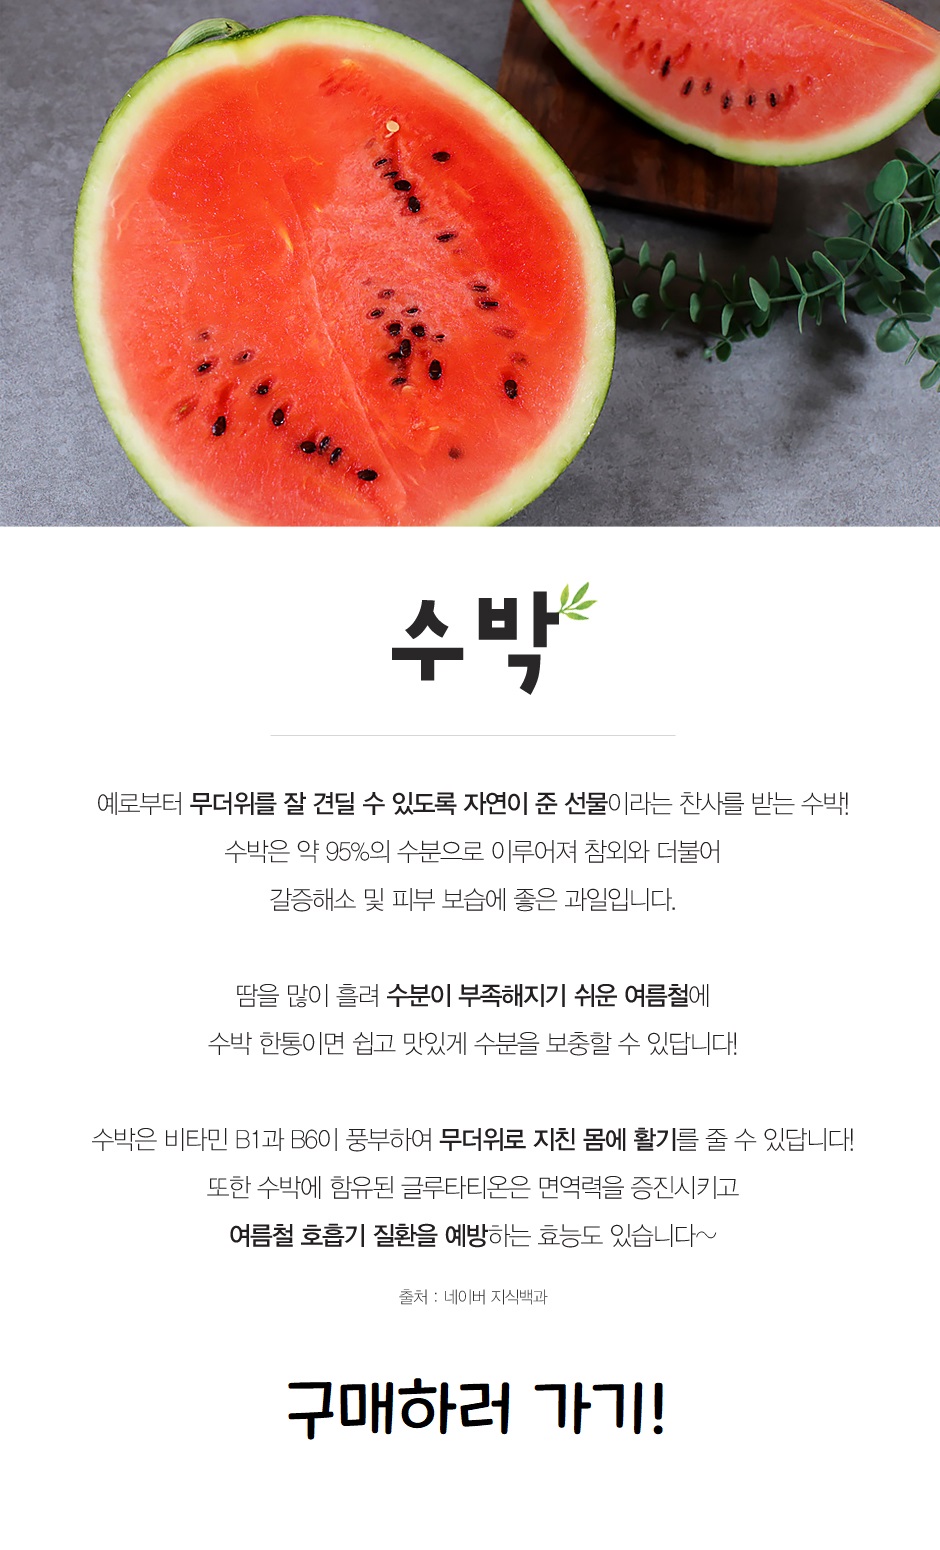 수박
예로부터 무더위를 잘 견딜 수 있도록 자연이 준 선물이라는 찬사를 받는 수박!
수박은 약 95%의 수분으로 이루어져 참외와 더불어
갈증해소 및 피부 보습에 좋은 과일입니다.
땀을 많이 흘려 수분이 부족해지기 쉬운 여름철에
수박 한통이면 쉽고 맛있게 수분을 보충할 수 있답니다!
수박은 비타민 B1과 B6이 풍부하여 무더위로 지친 몸에 활기를 줄 수 있답니다!
또한 수박에 함유된 글루타티온은 면역력을 증진시키고
여름철 호흡기 질환을 예방하는 효능도 있습니다~
출처 : 네이버 지식백과
구매하러 가기!